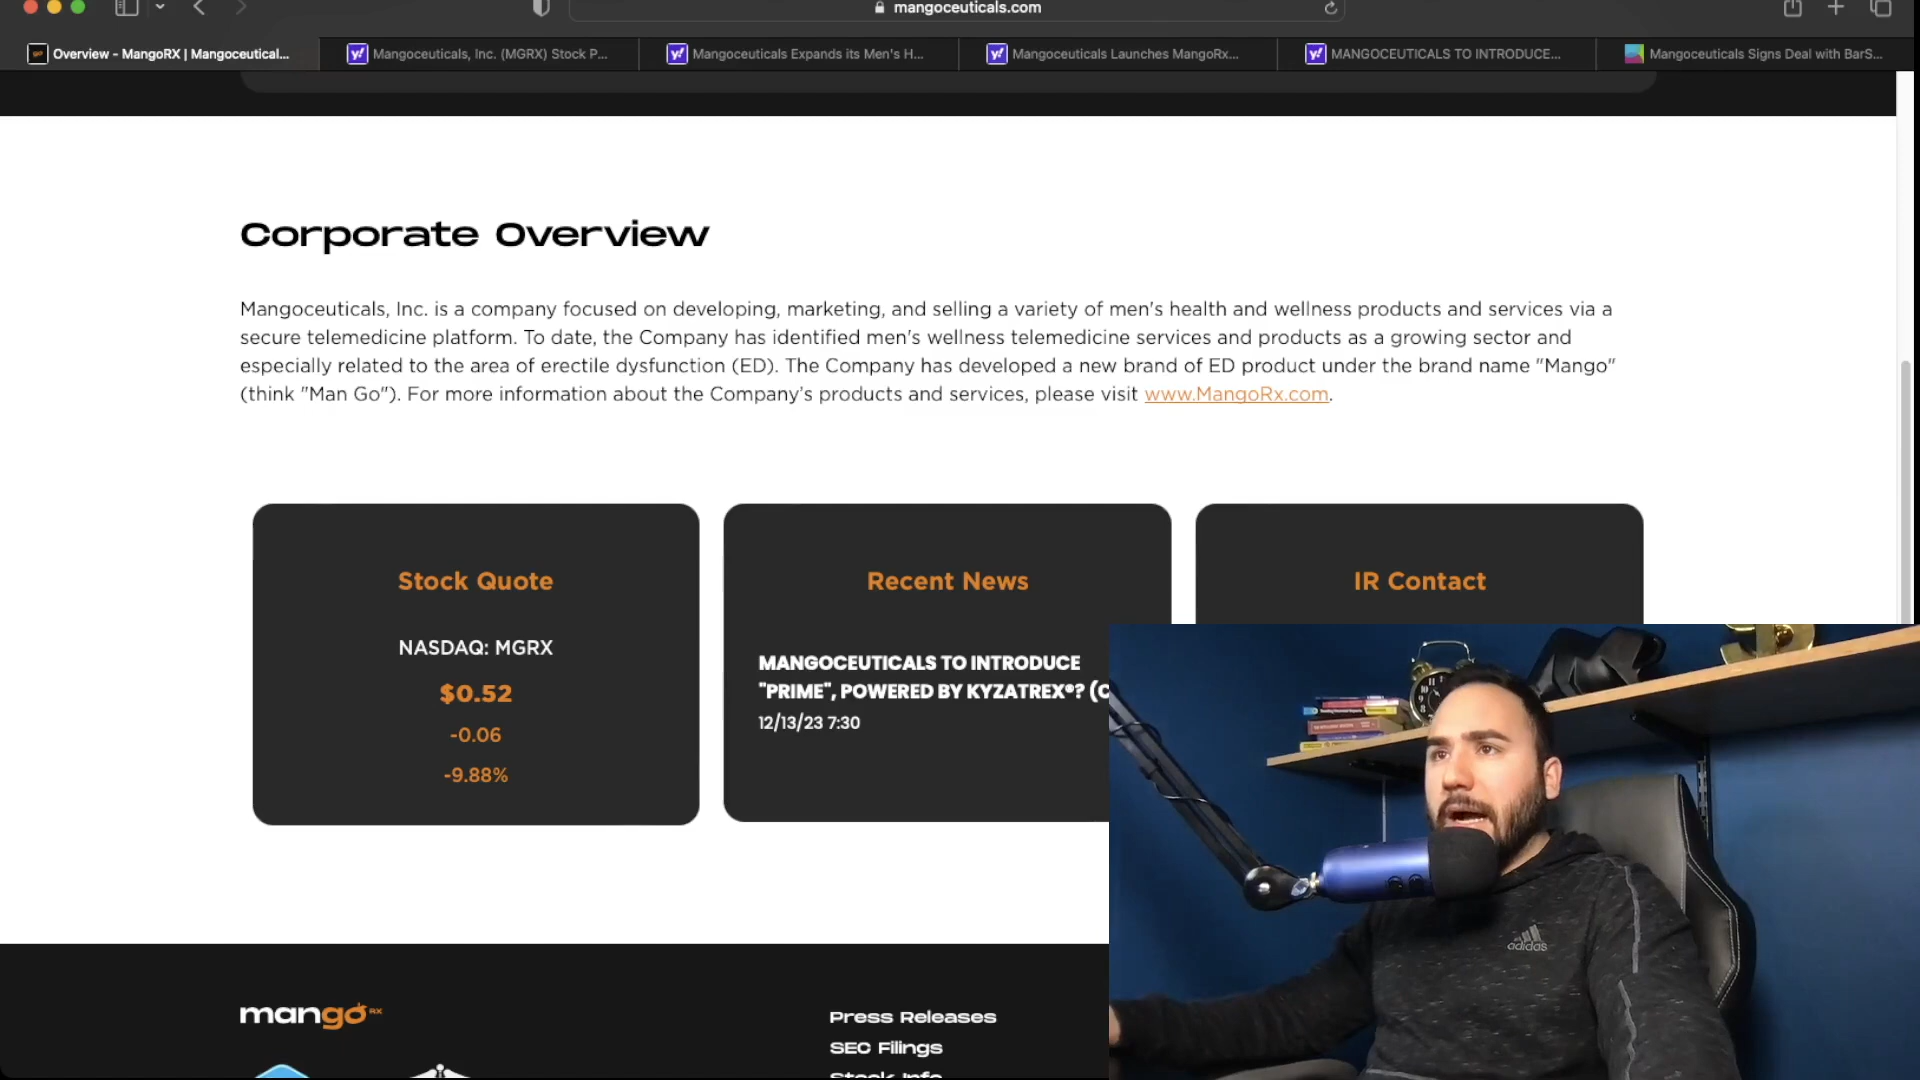 mangoceuticals.com
Overview - MangoRX | Mangoceutical...
Mangoceuticals, Inc. (MGRX) Stock P...
Mangoceuticals Expands its Men's H...
Mangoceuticals Launches MangoRx...
MANGOCEUTICALS TO INTRODUCE...
Mangoceuticals Signs Deal with BarS...
Corporate Overview
Mangoceuticals, Inc. is a company focused on developing, marketing, and selling a variety of men's health and wellness products and services via a
secure telemedicine platform. To date, the Company has identified men's wellness telemedicine services and products as a growing sector and
especially related to the area of erectile dysfunction (ED). The Company has developed a new brand of ED product under the brand name "Mango"
(think "Man Go"). For more information about the Company’s products and services, please visit www.MangoRx.com.
Stock Quote
NASDAQ: MGRX
$0.52
-0.06
-9.88%
Recent News
MANGOCEUTICALS TO INTRODUCE
"PRIME", POWERED BY KYZATREX®? (C
12/13/23 7:30
IR Contact
adidas
mangoRX
Press Releases
SEC Filings
Stock Info